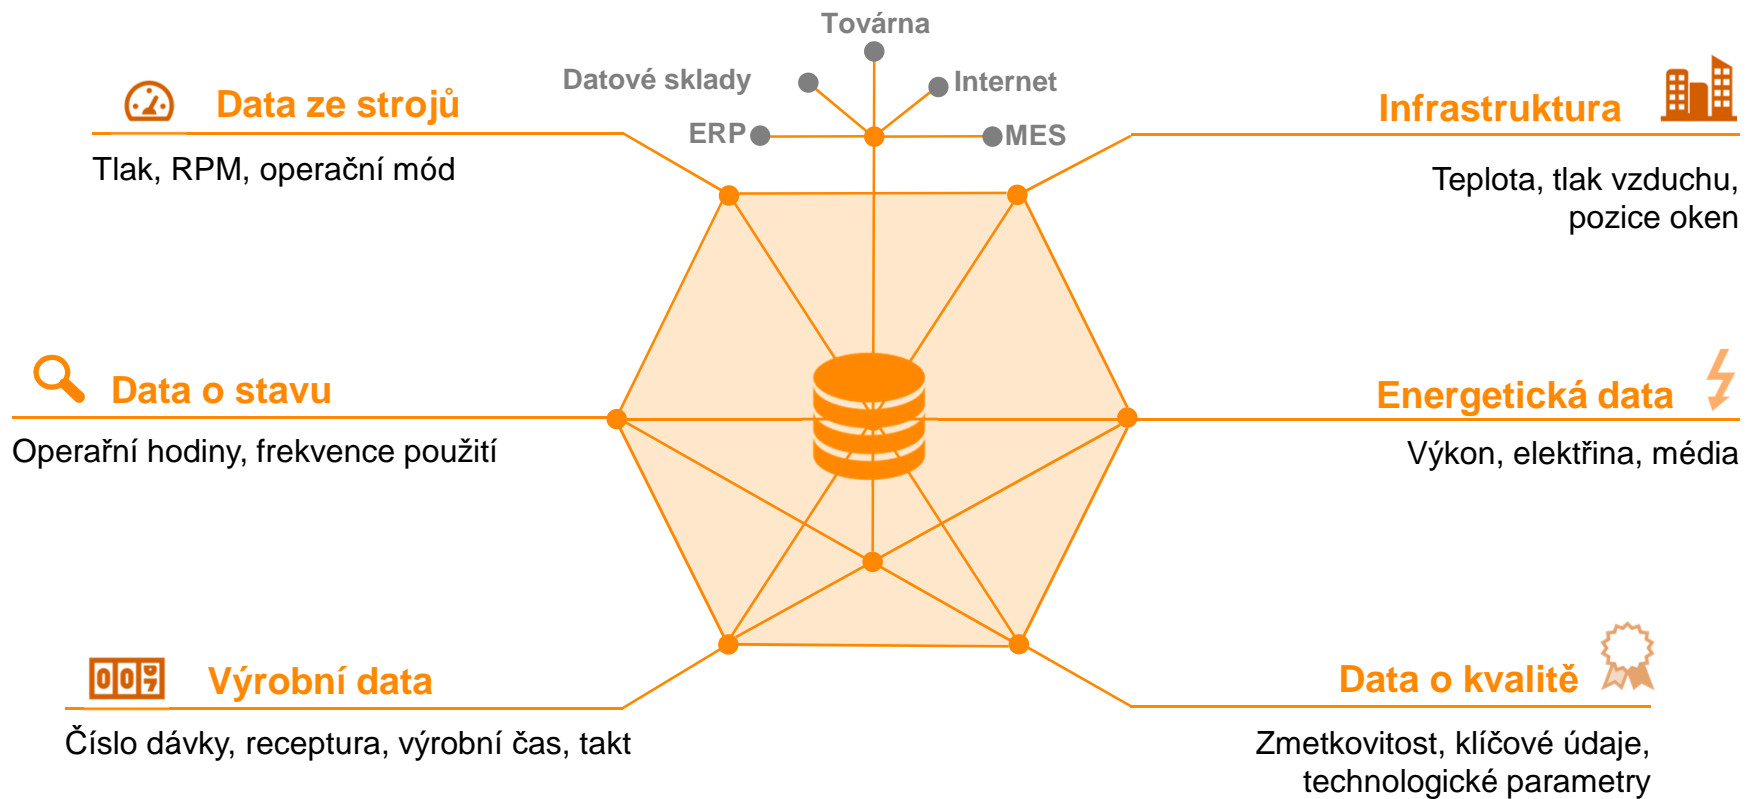 Továrna
Datové sklady
Internet
ERP
MES
Data ze strojů
Tlak, RPM, operační mód
Infrastruktura
Teplota, tlak vzduchu,
pozice oken
Data o stavu
Operařní hodiny, frekvence použití
Energetická data
Výkon, elektřina, média
Výrobní data
Číslo dávky, receptura, výrobní čas, takt
Data o kvalitě
Zmetkovitost, klíčové údaje,
technologické parametry